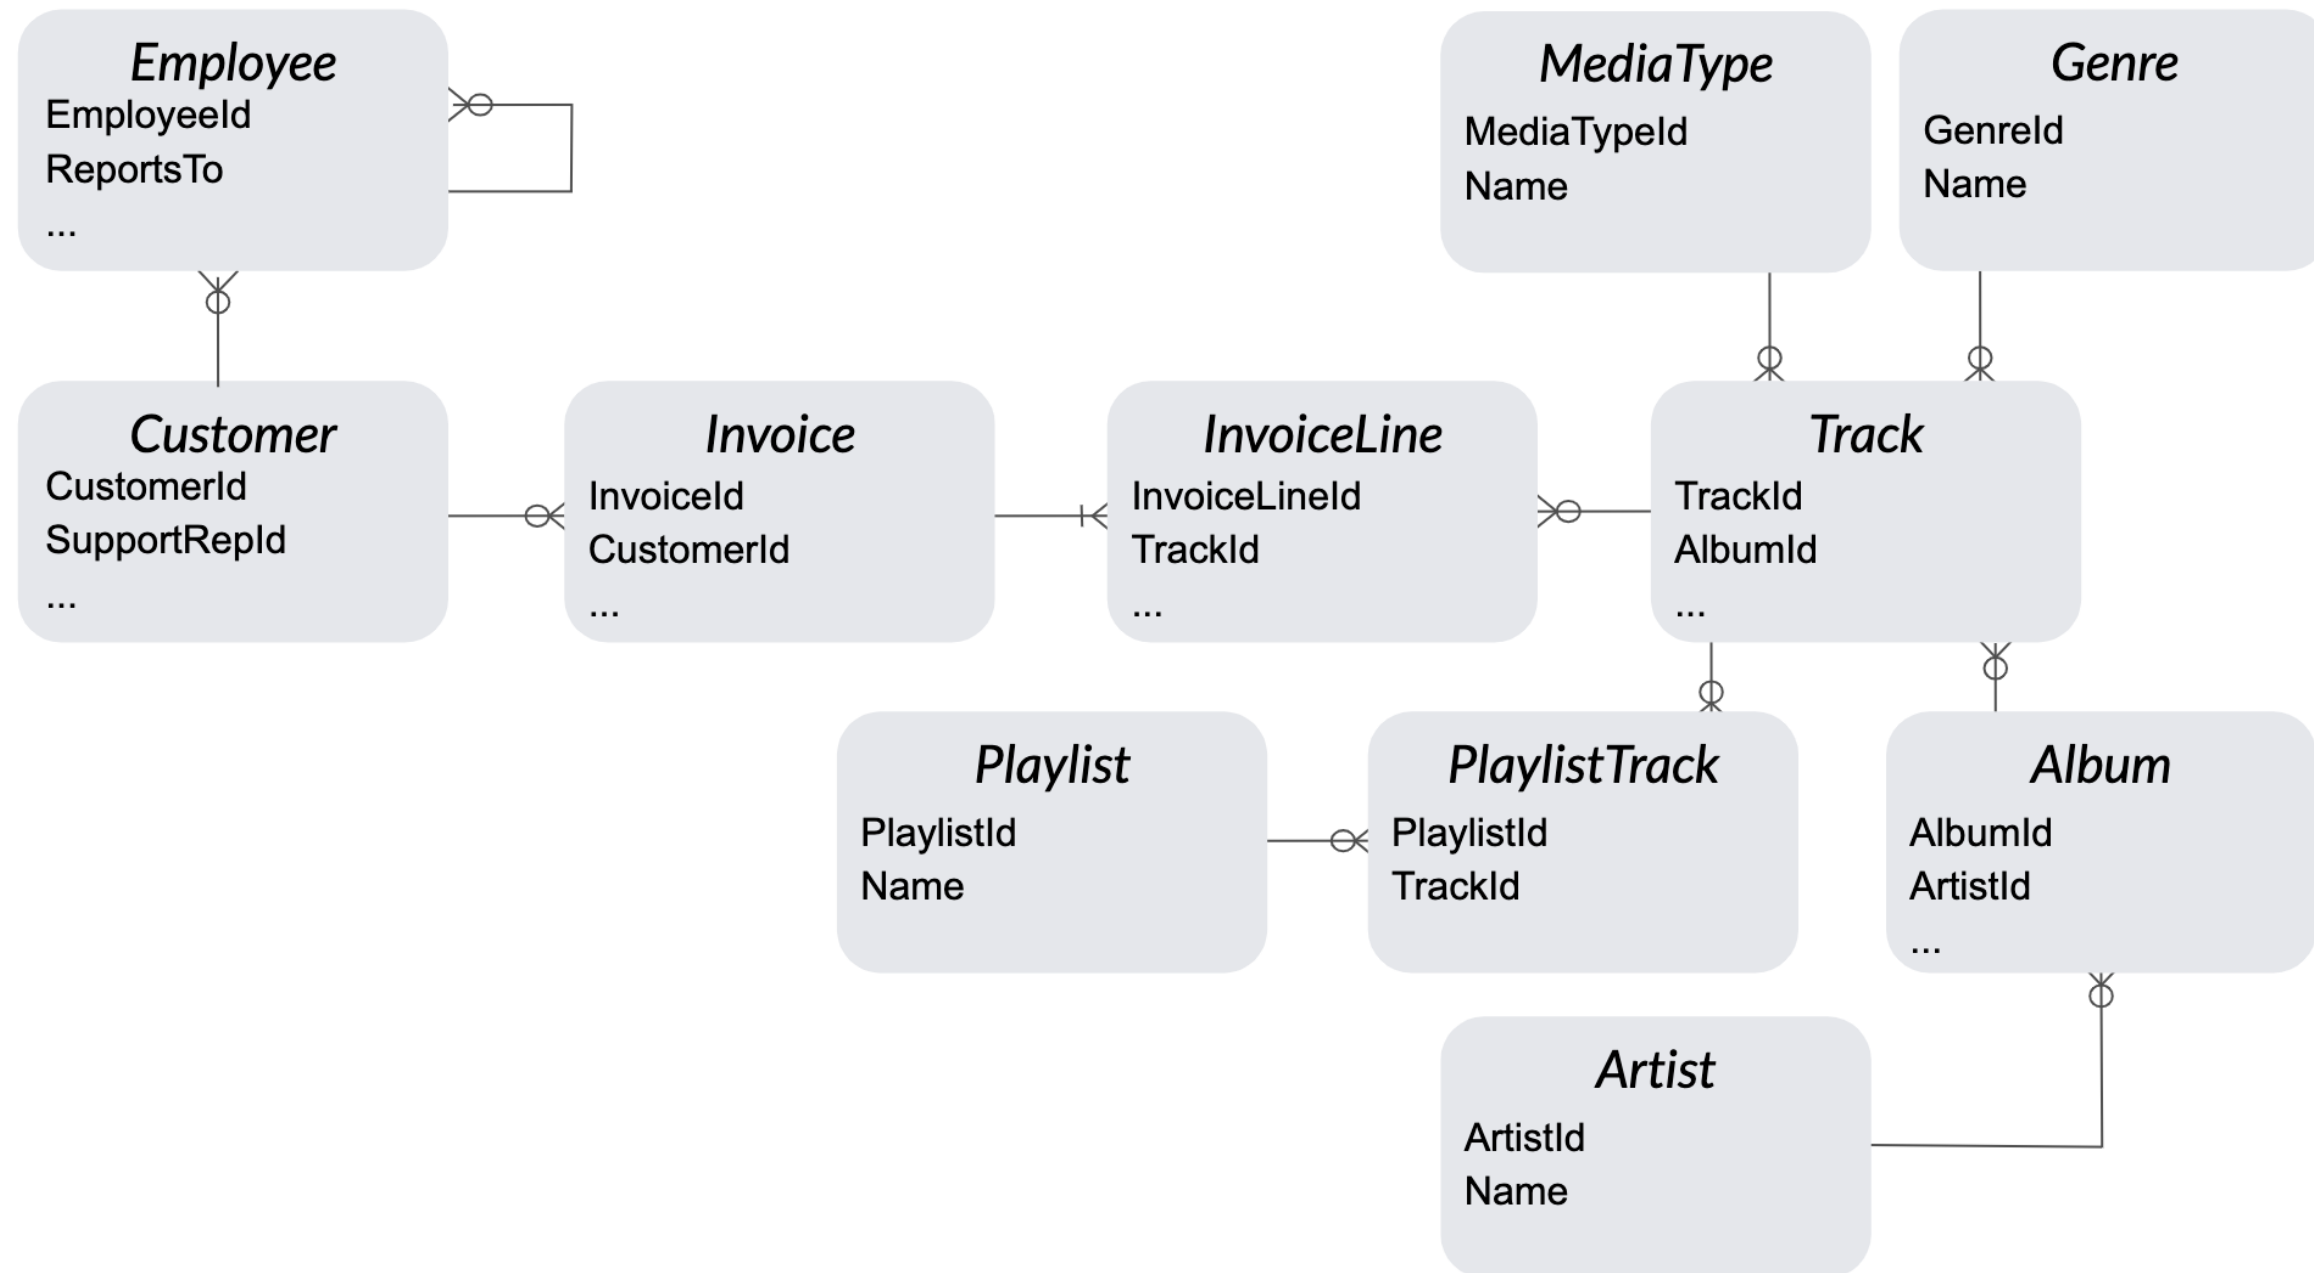 Employee
EmployeeId
ReportsTo
...
MediaType
MediaTypeId
Name
Genre
GenreId
Name
Customer
CustomerId
SupportRepId
...
Invoice
InvoiceId
CustomerId
...
InvoiceLine
InvoiceLineId
TrackId
...
Track
TrackId
AlbumId
...
Playlist
PlaylistId
Name
PlaylistTrack
PlaylistId
TrackId
Album
AlbumId
ArtistId
...
Artist
ArtistId
Name